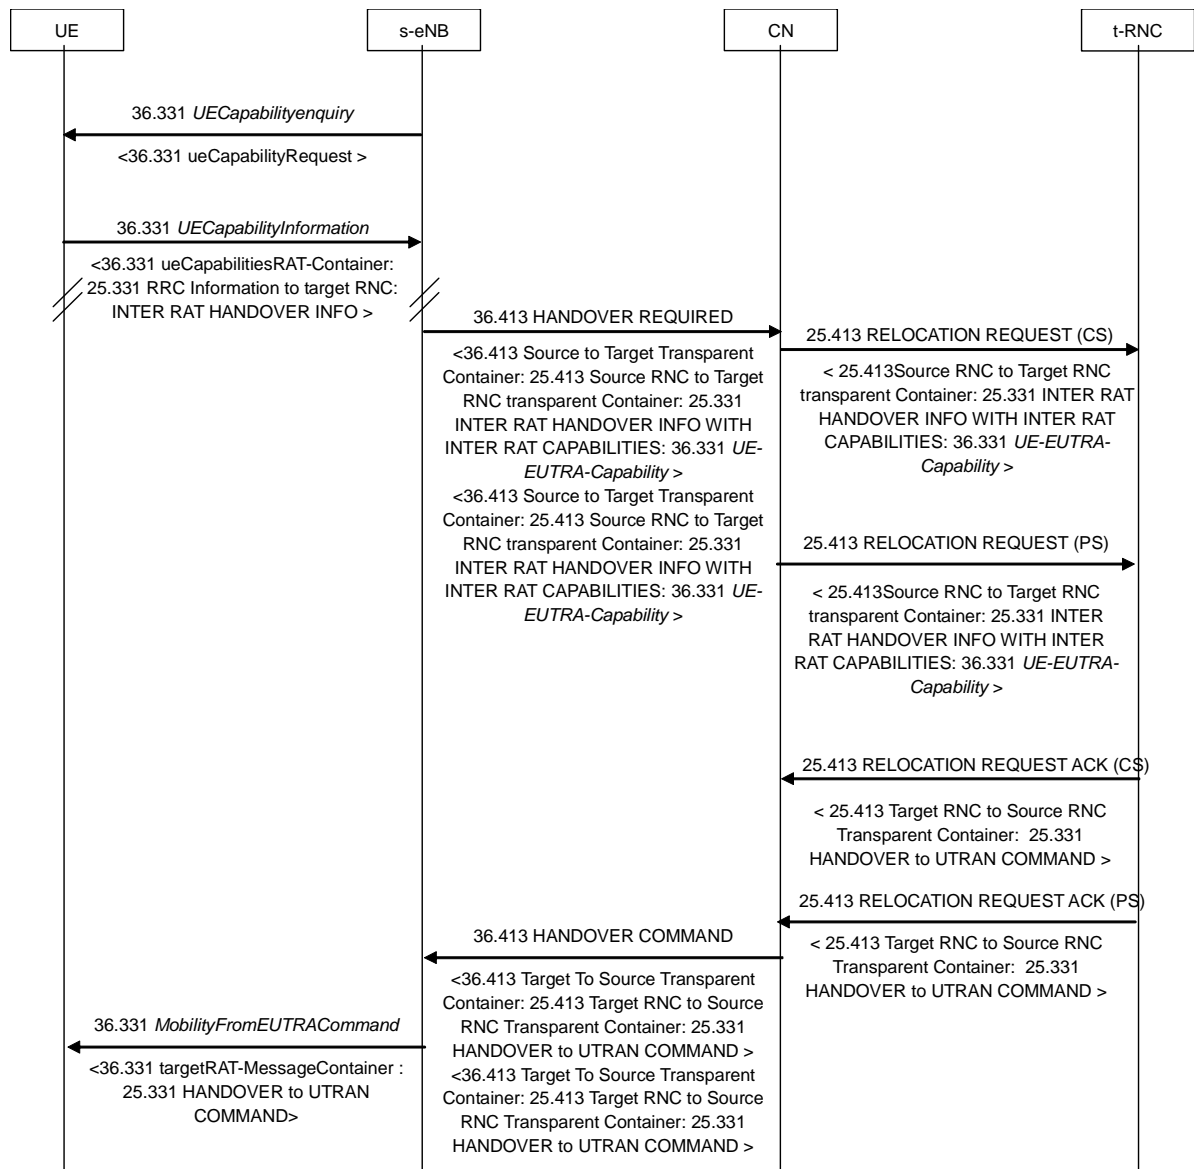 UE
s-eNB
CN
t-RNC
36.331 UECapabilityenquiry
<36.331 ueCapabilityRequest >
36.331 UECapabilityInformation
<36.331 ueCapabilitiesRAT-Container:
25.331 RRC Information to target RNC:
INTER RAT HANDOVER INFO >
36.413 HANDOVER REQUIRED
<36.413 Source to Target Transparent
Container: 25.413 Source RNC to Target
RNC transparent Container: 25.331
INTER RAT HANDOVER INFO WITH
INTER RAT CAPABILITIES: 36.331 UE-
EUTRA-Capability >
<36.413 Source to Target Transparent
Container: 25.413 Source RNC to Target
RNC transparent Container: 25.331
INTER RAT HANDOVER INFO WITH
INTER RAT CAPABILITIES: 36.331 UE-
EUTRA-Capability >
25.413 RELOCATION REQUEST (CS)
< 25.413Source RNC to Target RNC
transparent Container: 25.331 INTER RAT
HANDOVER INFO WITH INTER RAT
CAPABILITIES: 36.331 UE-EUTRA-
Capability >
25.413 RELOCATION REQUEST (PS)
< 25.413Source RNC to Target RNC
transparent Container: 25.331 INTER
RAT HANDOVER INFO WITH INTER
RAT CAPABILITIES: 36.331 UE-EUTRA-
Capability >
25.413 RELOCATION REQUEST ACK (CS)
< 25.413 Target RNC to Source RNC
Transparent Container:  25.331
HANDOVER to UTRAN COMMAND >
25.413 RELOCATION REQUEST ACK (PS)
< 25.413 Target RNC to Source RNC
Transparent Container:  25.331
HANDOVER to UTRAN COMMAND >
36.413 HANDOVER COMMAND
<36.413 Target To Source Transparent
Container: 25.413 Target RNC to Source
RNC Transparent Container: 25.331
HANDOVER to UTRAN COMMAND >
<36.413 Target To Source Transparent
Container: 25.413 Target RNC to Source
RNC Transparent Container: 25.331
HANDOVER to UTRAN COMMAND >
36.331 MobilityFromEUTRACommand
<36.331 targetRAT-MessageContainer :
25.331 HANDOVER to UTRAN
COMMAND>